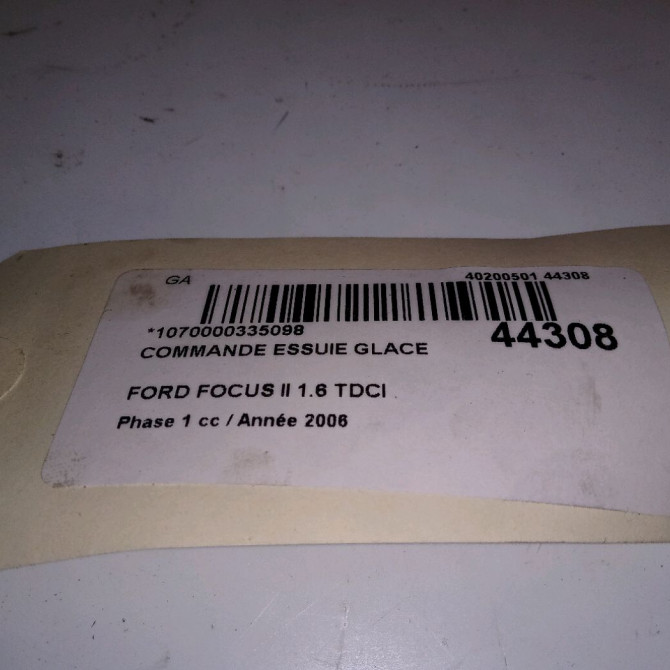 GA 40200501 44308
*1070000335098 44308
COMMANDE ESSUIE GLACE
FORD FOCUS II 1.6 TDCI
Phase 1 cc / Année 2006